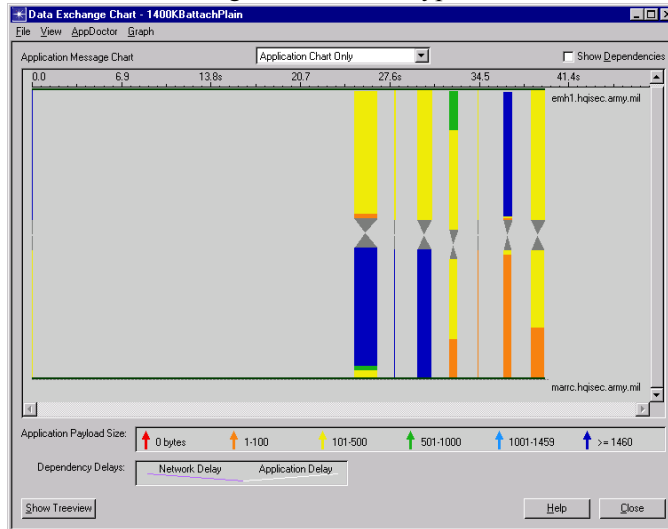 Data Exchange Chart - 1400KBattachPlain
File View AppDoctor Graph
Application Message Chart
Application Chart Only
Show Dependencies
0.0 6.9 13.8s 20.7 27.6s 34.5 41.4s
emh1.hqisec.army.mil
marrc.hqisec.army.mil
Application Payload Size: 0 bytes 1-100 101-500 501-1000 1001-1459 >= 1460
Dependency Delays: Network Delay Application Delay
Show Treeview
Help
Close